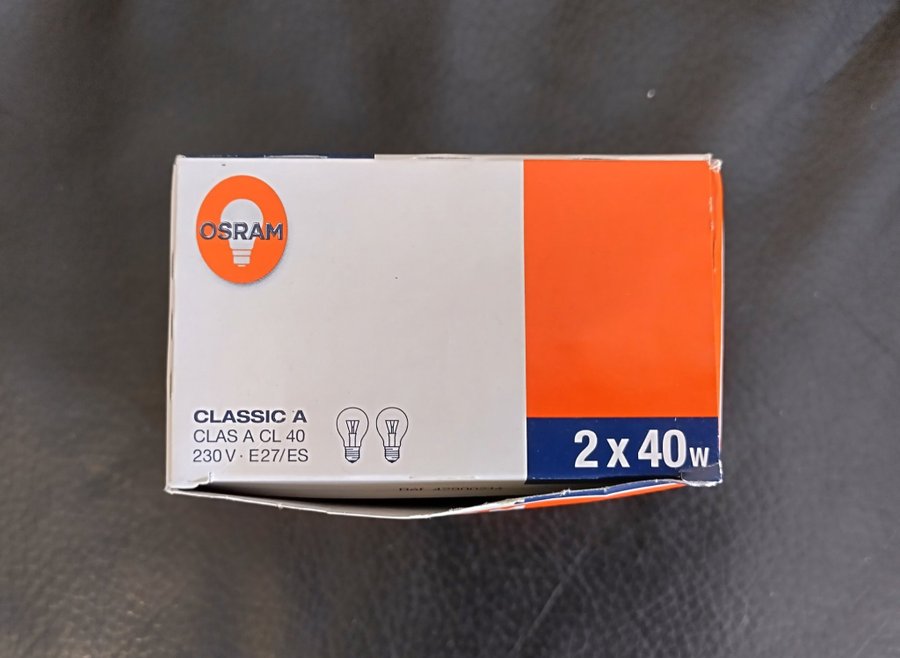 OSRAM
CLASSIC A
CLAS A CL 40
230 V · E27/ES
2 x 40W